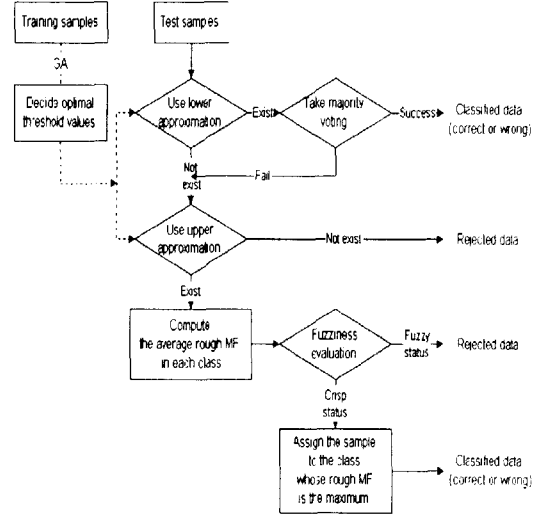 Training samples
Test samples
GA
Decide optimal
threshold values
Use lower
approximation
Exist
Take majority
voting
Success
Classified data
(correct or wrong)
Not
exist
Fail
Use upper
approximation
Not exist
Rejected data
Exist
Compute
the average rough MF
in each class
Fuzziness
evaluation
Fuzzy
status
Rejected data
Crisp
status
Assign the sample
to the class
whose rough MF
is the maximum
Classified data
(correct or wrong)